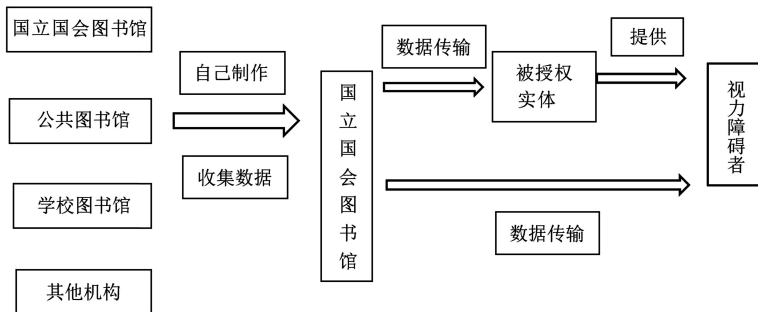 国立国会图书馆
公共图书馆
学校图书馆
其他机构
自己制作
收集数据
国
立
国
会
图
书
馆
数据传输
被授权
实体
提供
数据传输
视
力
障
碍
者